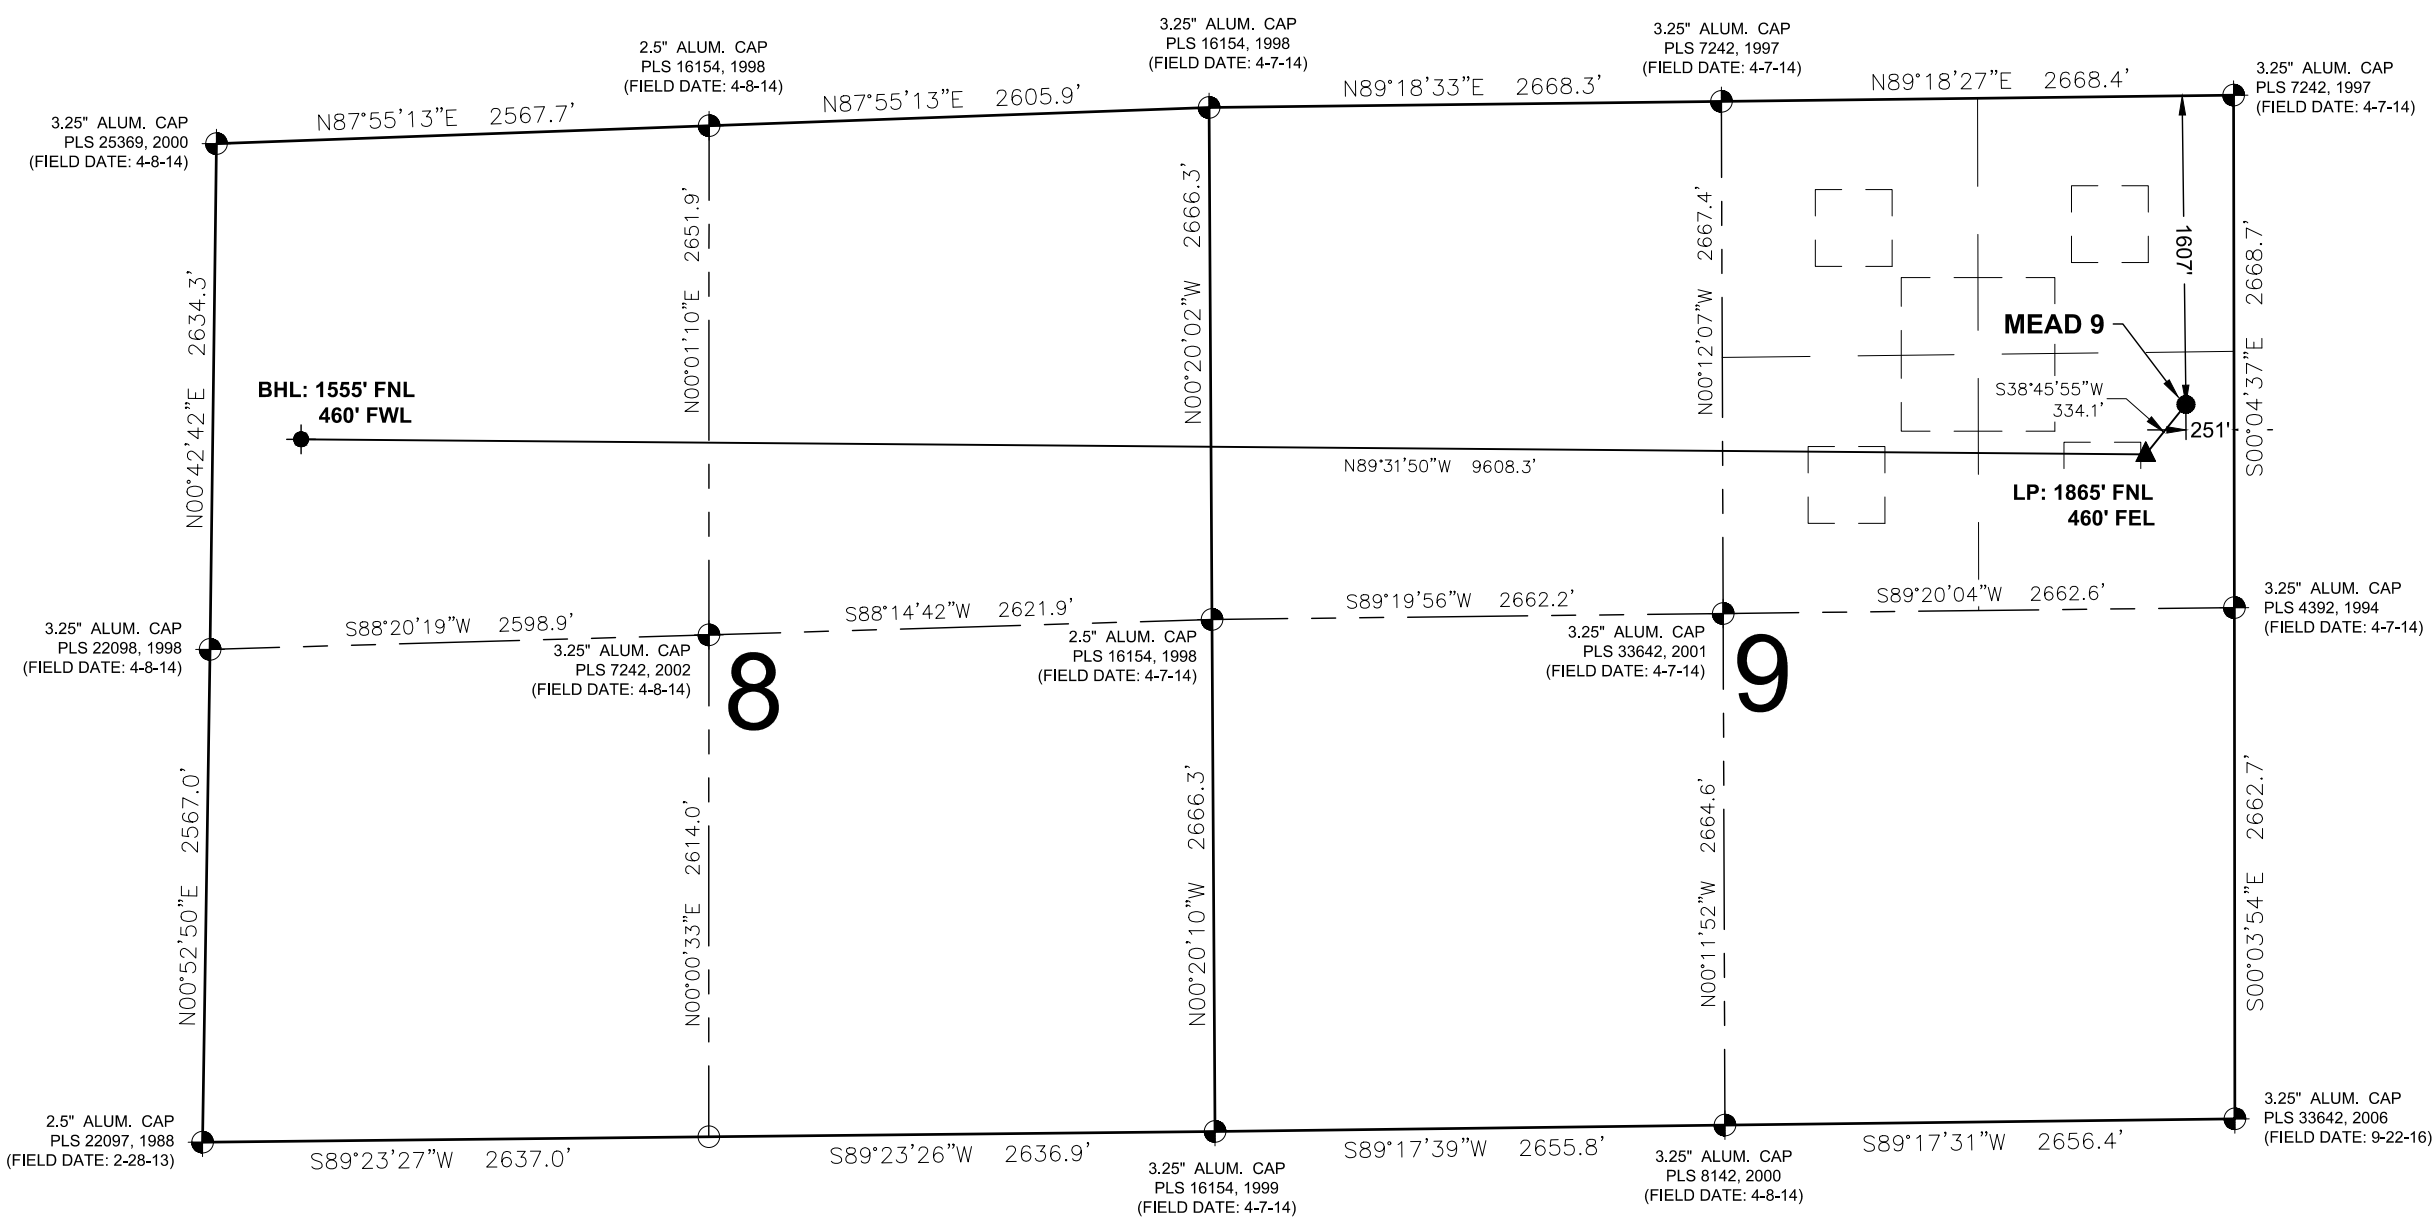 3.25" ALUM. CAP
PLS 25369, 2000
(FIELD DATE: 4-8-14)
N87°55'13"E 2567.7'
2.5" ALUM. CAP
PLS 16154, 1998
(FIELD DATE: 4-8-14)
N87°55'13"E 2605.9'
3.25" ALUM. CAP
PLS 16154, 1998
(FIELD DATE: 4-7-14)
N89°18'33"E 2668.3'
3.25" ALUM. CAP
PLS 7242, 1997
(FIELD DATE: 4-7-14)
N89°18'27"E 2668.4'
3.25" ALUM. CAP
PLS 7242, 1997
(FIELD DATE: 4-7-14)
N00°42'42"E 2634.3'
N00°01'10"E 2651.9'
N00°20'02"W 2666.3'
N00°12'07"W 2667.4'
1607'
S00°04'37"E 2668.7'
MEAD 9
BHL: 1555' FNL
460' FWL
S38°45'55"W
334.1'
251'
N89°31'50"W 9608.3'
LP: 1865' FNL
460' FEL
3.25" ALUM. CAP
PLS 22098, 1998
(FIELD DATE: 4-8-14)
S88°20'19"W 2598.9'
3.25" ALUM. CAP
PLS 7242, 2002
(FIELD DATE: 4-8-14)
8
S88°14'42"W 2621.9'
2.5" ALUM. CAP
PLS 16154, 1998
(FIELD DATE: 4-7-14)
S89°19'56"W 2662.2'
3.25" ALUM. CAP
PLS 33642, 2001
(FIELD DATE: 4-7-14)
9
S89°20'04"W 2662.6'
3.25" ALUM. CAP
PLS 4392, 1994
(FIELD DATE: 4-7-14)
N00°52'50"E 2567.0'
N00°00'33"E 2614.0'
N00°20'10"W 2666.3'
N00°11'52"W 2664.6'
S00°03'54"E 2662.7'
2.5" ALUM. CAP
PLS 22097, 1988
(FIELD DATE: 2-28-13)
S89°23'27"W 2637.0'
S89°23'26"W 2636.9'
3.25" ALUM. CAP
PLS 16154, 1999
(FIELD DATE: 4-7-14)
S89°17'39"W 2655.8'
3.25" ALUM. CAP
PLS 8142, 2000
(FIELD DATE: 4-8-14)
S89°17'31"W 2656.4'
3.25" ALUM. CAP
PLS 33642, 2006
(FIELD DATE: 9-22-16)